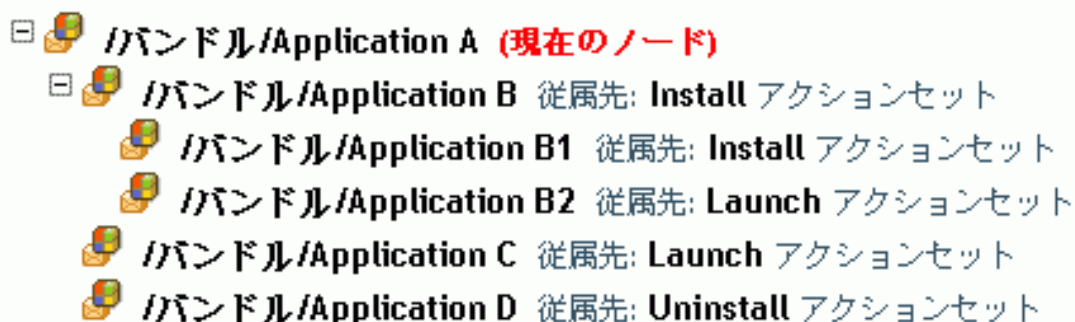 /バンドル/Application A (現在のノード)
/バンドル/Application B 従属先: Install アクションセット
/バンドル/Application B1 従属先: Install アクションセット
/バンドル/Application B2 従属先: Launch アクションセット
/バンドル/Application C 従属先: Launch アクションセット
/バンドル/Application D 従属先: Uninstall アクションセット